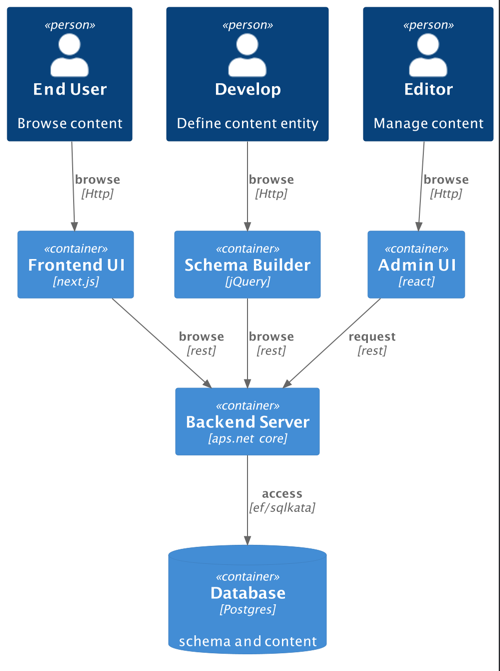 «person»
End User
Browse content
«person»
Develop
Define content entity
«person»
Editor
Manage content
browse
[Http]
browse
[Http]
browse
[Http]
«container»
Frontend UI
[next.js]
«container»
Schema Builder
[jQuery]
«container»
Admin UI
[react]
browse
[rest]
browse
[rest]
request
[rest]
«container»
Backend Server
[aps.net core]
access
[ef/sqlkata]
«container»
Database
[Postgres]
schema and content